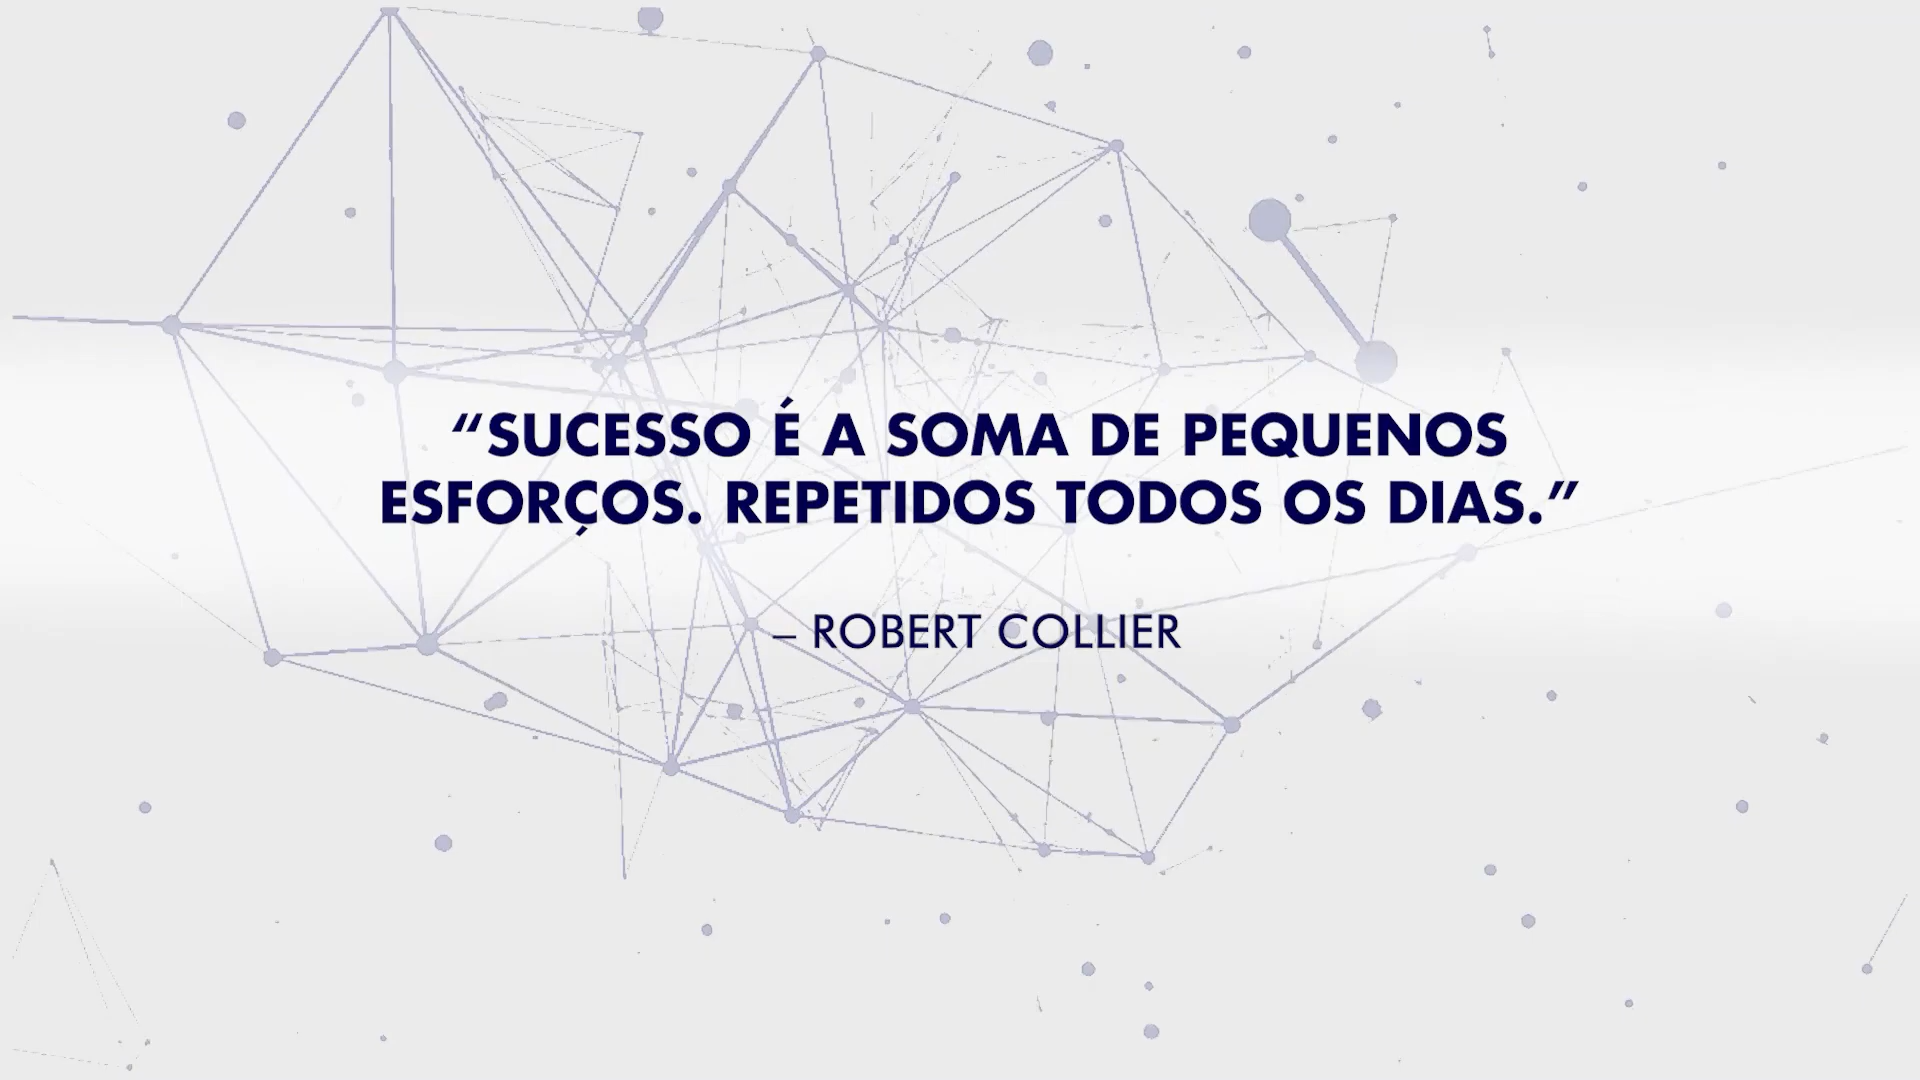 “SUCESSO É A SOMA DE PEQUENOS
ESFORÇOS. REPETIDOS TODOS OS DIAS.”
– ROBERT COLLIER